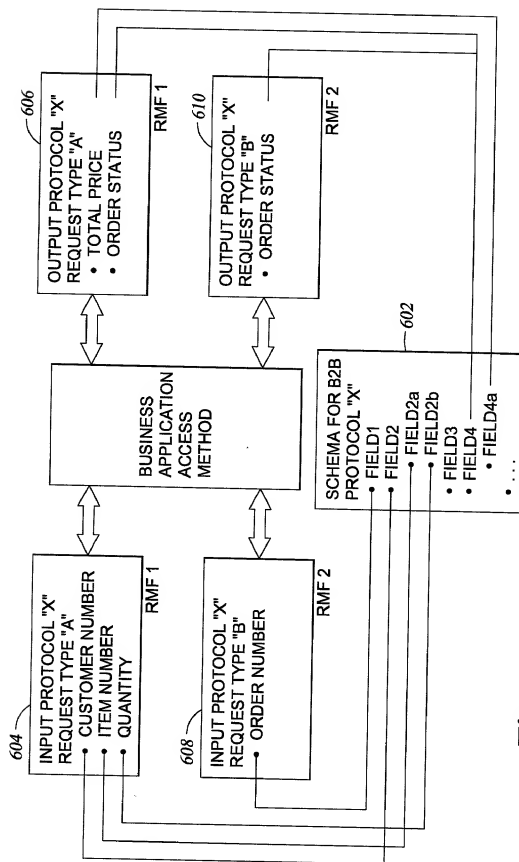 604
INPUT PROTOCOL "X"
REQUEST TYPE "A"
• CUSTOMER NUMBER
• ITEM NUMBER
• QUANTITY
RMF 1
BUSINESS
APPLICATION
ACCESS
METHOD
606
OUTPUT PROTOCOL "X"
REQUEST TYPE "A"
• TOTAL PRICE
• ORDER STATUS
RMF 1
608
INPUT PROTOCOL "X"
REQUEST TYPE "B"
• ORDER NUMBER
RMF 2
610
OUTPUT PROTOCOL "X"
REQUEST TYPE "B"
• ORDER STATUS
RMF 2
602
SCHEMA FOR B2B
PROTOCOL "X"
• FIELD1
• FIELD2
• FIELD2a
• FIELD2b
• FIELD3
• FIELD4
• FIELD4a
• . . .